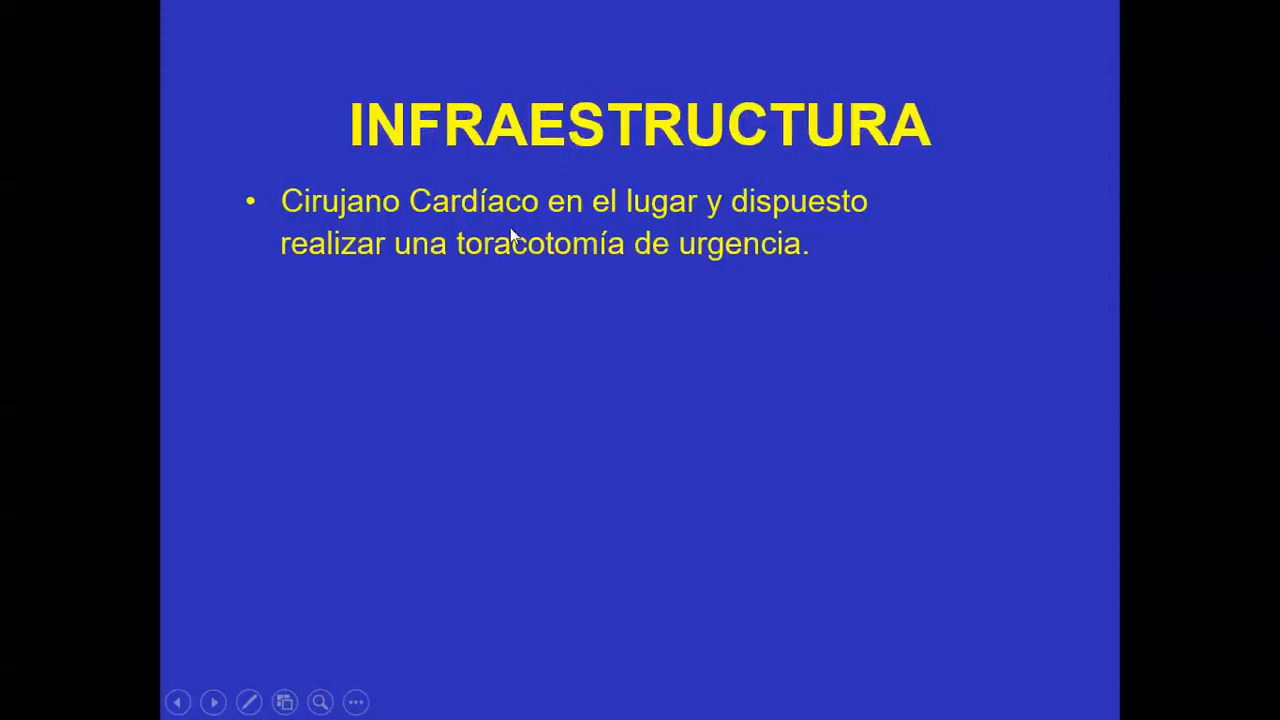 INFRAESTRUCTURA
• Cirujano Cardíaco en el lugar y dispuesto
realizar una toracotomía de urgencia.